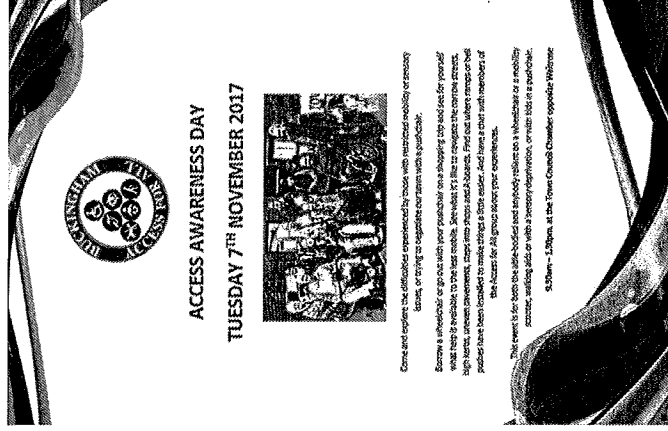 BUCKINGHAM
ACCESS FOR ALL
ACCESS AWARENESS DAY
TUESDAY 7TH NOVEMBER 2017
Come and explore the difficulties experienced by those with restricted mobility or sensory
issues, or trying to negotiate our town with a pushchair.
Borrow a wheelchair or go out with your pushchair on a shopping trip and see for yourself
what help is available to the less mobile. See what it's like to navigate the narrow streets,
high kerbs, uneven pavements, steps into shops and A-boards. Find out where ramps or bell
pushes have been installed to make things a little easier. And have a chat with members of
the Access for All group about your experiences.
This event is for both the able-bodied and anybody reliant on a wheelchair or a mobility
scooter, walking aids or with a sensory deprivation, or with kids in a pushchair.
at the Town Council Chamber opposite Waitrose